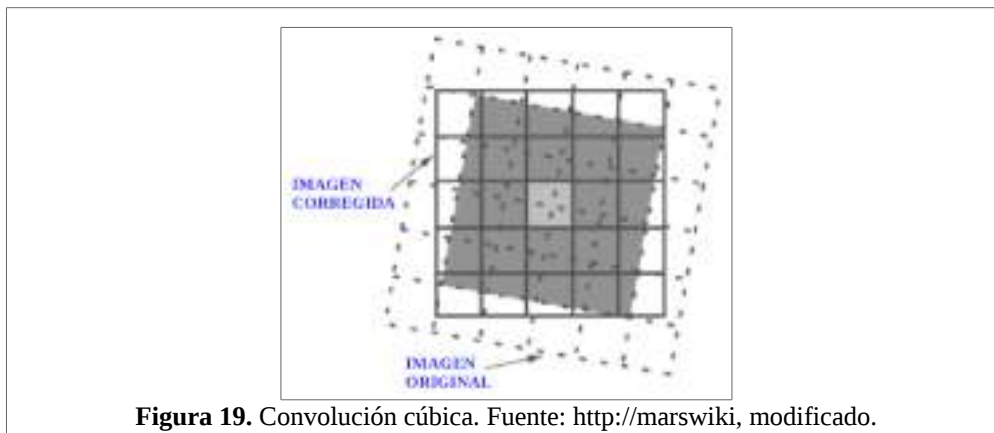 IMAGEN
CORREGIDA
IMAGEN
ORIGINAL
Figura 19. Convolución cúbica. Fuente: http://marswiki, modificado.